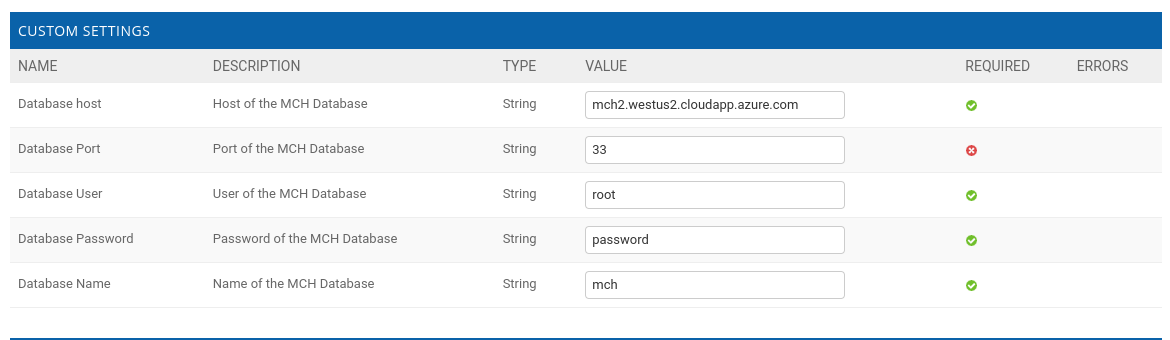 CUSTOM SETTINGS
NAME DESCRIPTION TYPE VALUE REQUIRED ERRORS
Database host Host of the MCH Database String mch2.westus2.cloudapp.azure.com
Database Port Port of the MCH Database String 33
Database User User of the MCH Database String root
Database Password Password of the MCH Database String password
Database Name Name of the MCH Database String mch